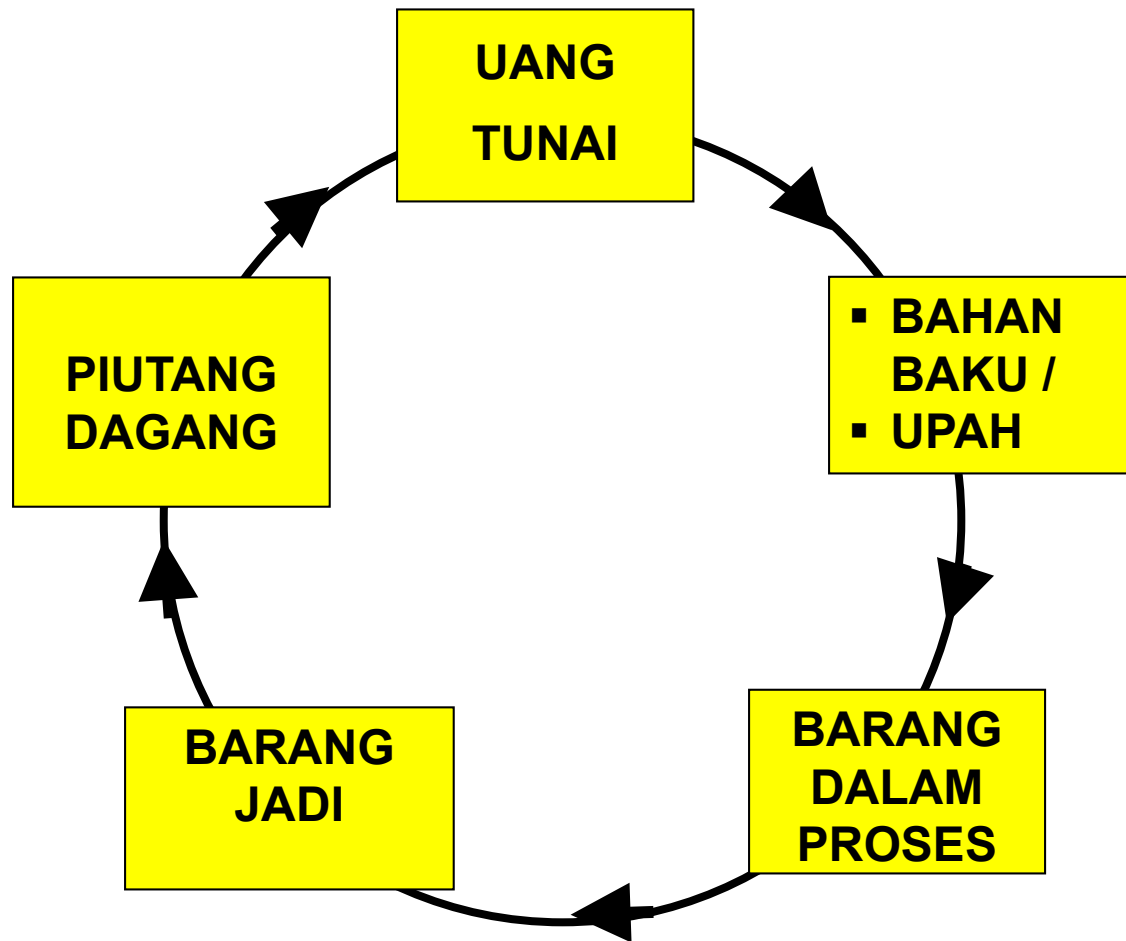 UANG
TUNAI
▪ BAHAN
BAKU /
▪ UPAH
BARANG
DALAM
PROSES
BARANG
JADI
PIUTANG
DAGANG